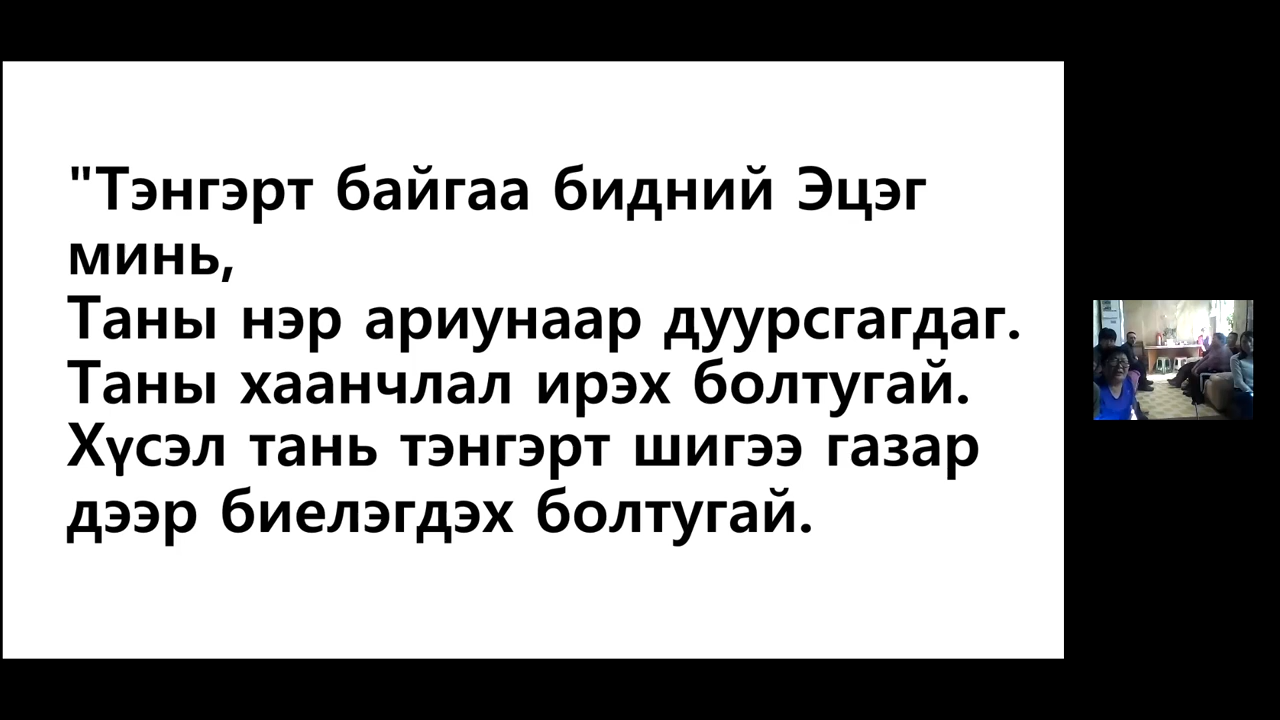 "Тэнгэрт байгаа бидний Эцэг
минь,
Таны нэр ариунаар дуурсгагдаг.
Таны хаанчлал ирэх болтугай.
Хүсэл тань тэнгэрт шигээ газар
дээр биелэгдэх болтугай.